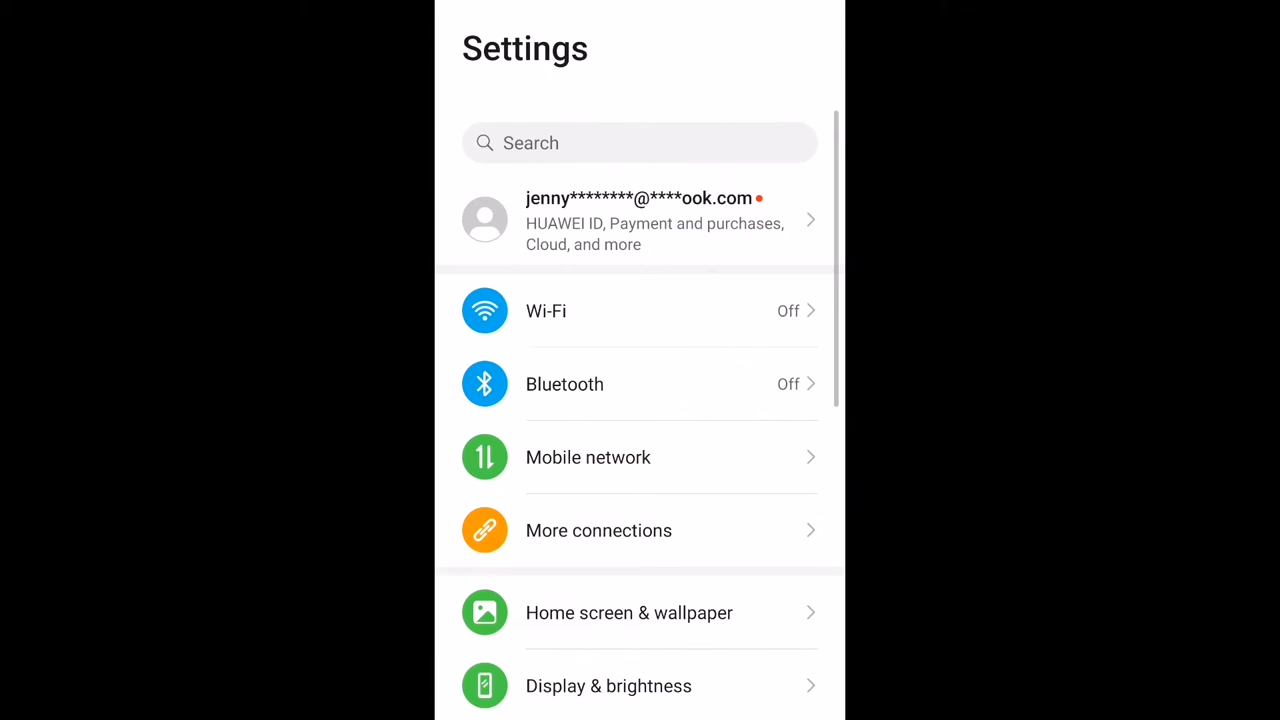 Settings
Search
jenny********@****ook.com
HUAWEI ID, Payment and purchases,
Cloud, and more
Wi-Fi
Off
Bluetooth
Off
Mobile network
More connections
Home screen & wallpaper
Display & brightness